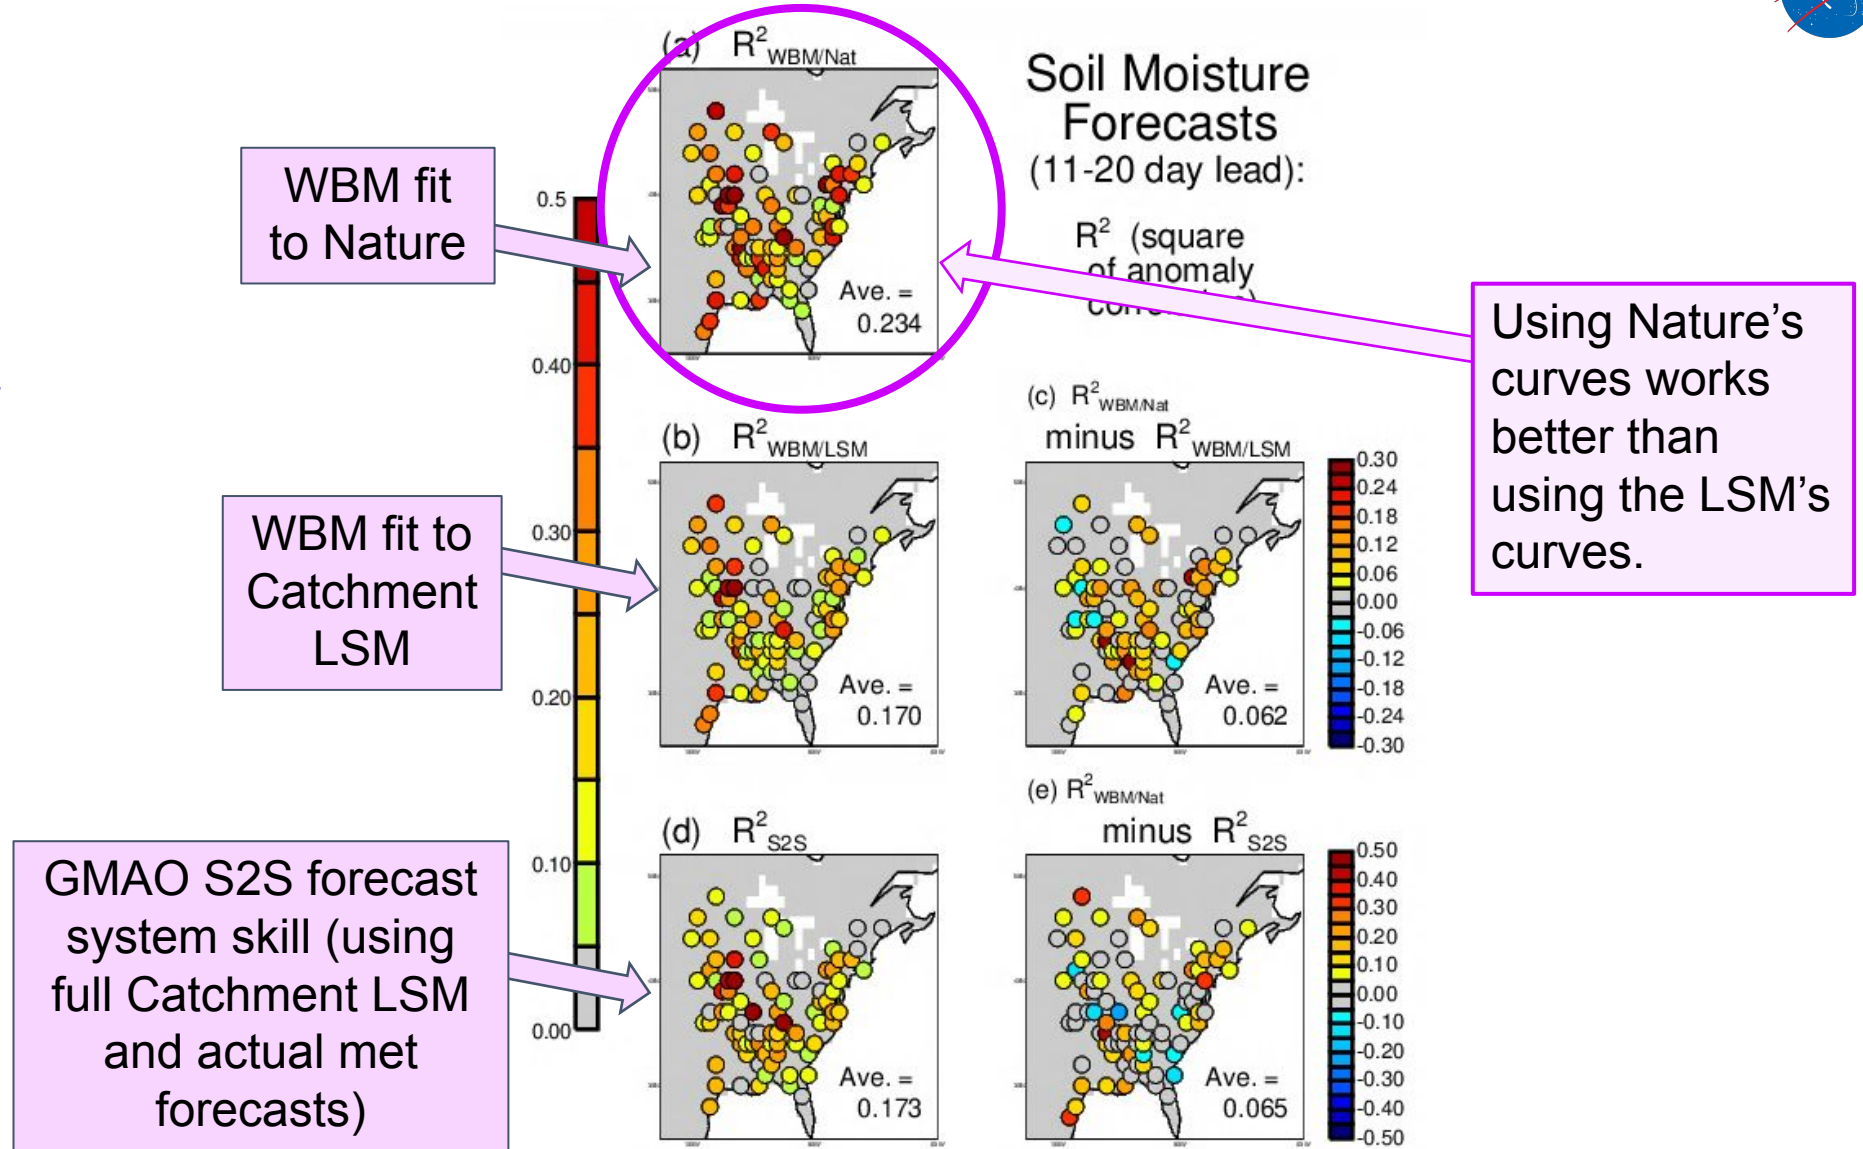 (a) R²WBM/Nat
Ave. =
0.234
Soil Moisture
Forecasts
(11-20 day lead):
R² (square
of anomaly
WBM fit
to Nature
0.5
0.40
0.30
0.20
0.10
0.00
Using Nature’s
curves works
better than
using the LSM’s
curves.
WBM fit to
Catchment
LSM
(b) R²WBM/LSM
Ave. =
0.170
(c) R²WBM/Nat
minus R²WBM/LSM
Ave. =
0.062
0.30
0.24
0.18
0.12
0.06
0.00
-0.06
-0.12
-0.18
-0.24
-0.30
GMAO S2S forecast
system skill (using
full Catchment LSM
and actual met
forecasts)
(d) R²S2S
Ave. =
0.173
(e) R²WBM/Nat
minus R²S2S
Ave. =
0.065
0.50
0.40
0.30
0.20
0.10
0.00
-0.10
-0.20
-0.30
-0.40
-0.50